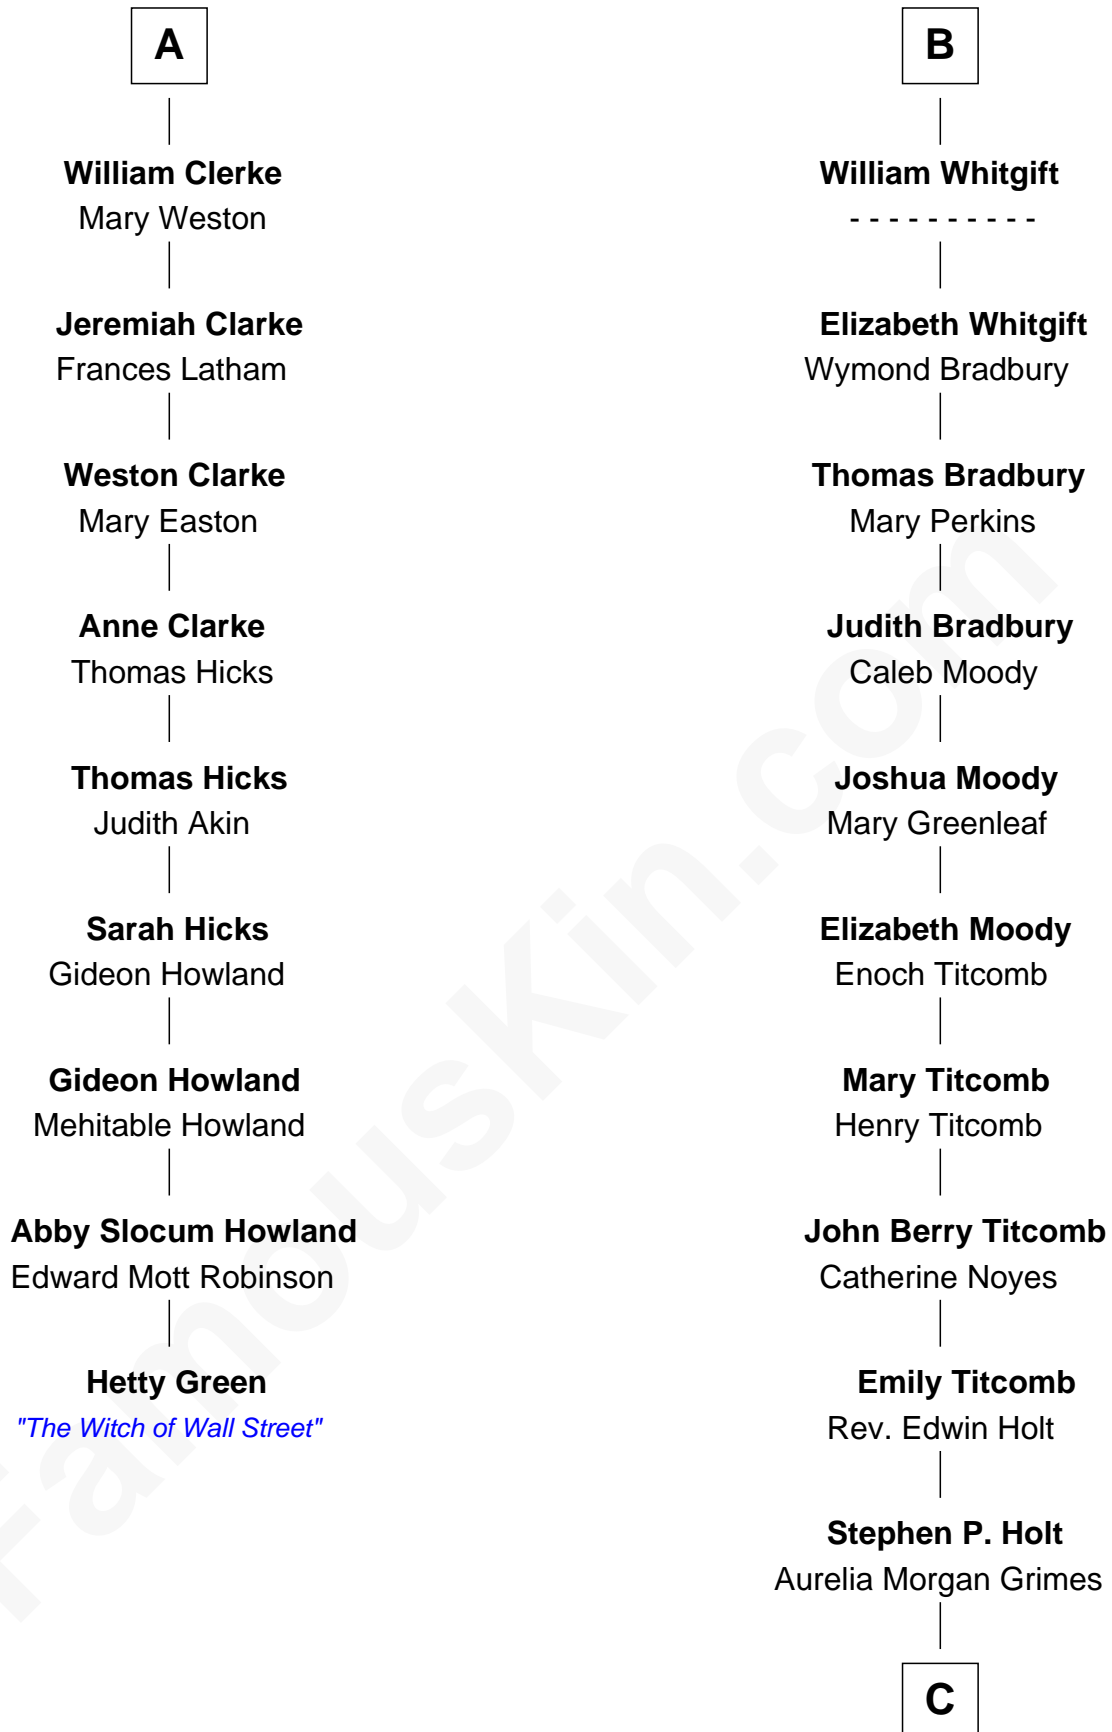 A
William Clerke
Mary Weston
Jeremiah Clarke
Frances Latham
Weston Clarke
Mary Easton
Anne Clarke
Thomas Hicks
Thomas Hicks
Judith Akin
Sarah Hicks
Gideon Howland
Gideon Howland
Mehitable Howland
Abby Slocum Howland
Edward Mott Robinson
Hetty Green
"The Witch of Wall Street"
B
William Whitgift
- - - - - - - - - -
Elizabeth Whitgift
Wymond Bradbury
Thomas Bradbury
Mary Perkins
Judith Bradbury
Caleb Moody
Joshua Moody
Mary Greenleaf
Elizabeth Moody
Enoch Titcomb
Mary Titcomb
Henry Titcomb
John Berry Titcomb
Catherine Noyes
Emily Titcomb
Rev. Edwin Holt
Stephen P. Holt
Aurelia Morgan Grimes
C
FamousKin.com